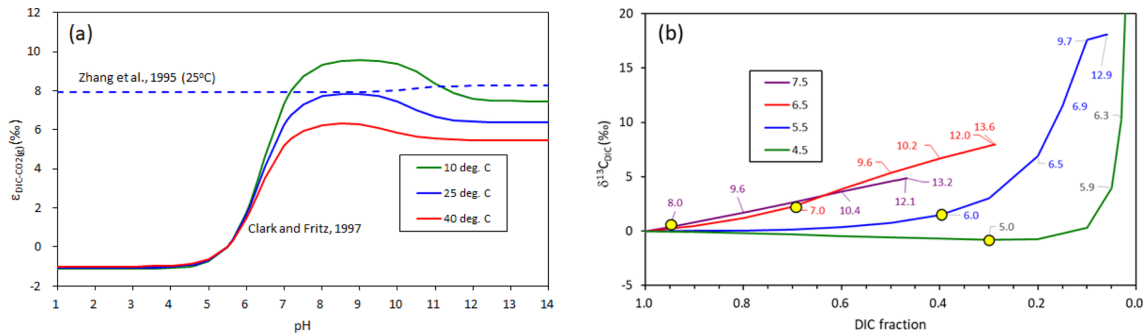 (a)
ε DIC-CO2(g) (‰)
12
10
8
6
4
2
0
-2
Zhang et al., 1995 (25°C)
10 deg. C
25 deg. C
40 deg. C
Clark and Fritz, 1997
1 2 3 4 5 6 7 8 9 10 11 12 13 14
pH
(b)
δ¹³C DIC (‰)
20
15
10
5
0
-5
7.5
6.5
5.5
4.5
8.0
9.6
10.4
12.1
13.2
7.0
9.6
10.2
12.0
13.6
6.0
6.5
6.9
9.7
12.9
5.0
5.9
6.3
1.0 0.8 0.6 0.4 0.2 0.0
DIC fraction